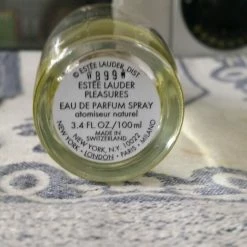 © ESTÉE LAUDER, DIST
ESTÉE LAUDER
PLEASURES
EAU DE PARFUM SPRAY
atomiseur naturel
3.4 FL.OZ./100ml
MADE IN
SWITZERLAND
NEW YORK, N.Y. 10022
NEW YORK • LONDON • PARIS • MILANO